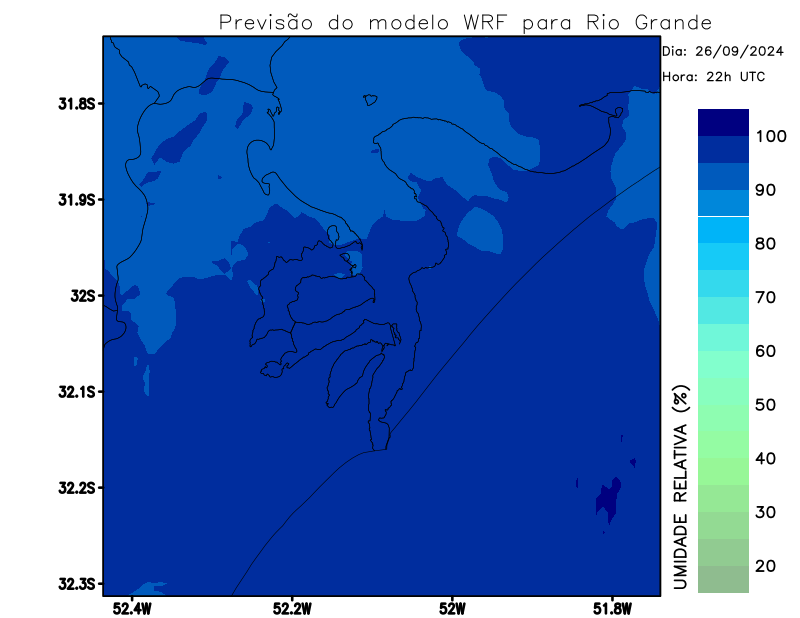 Previsão do modelo WRF para Rio Grande
Dia: 26/09/2024
Hora: 22h UTC
31.8S
31.9S
32S
32.1S
32.2S
32.3S
52.4W
52.2W
52W
51.8W
UMIDADE RELATIVA (%)
100
90
80
70
60
50
40
30
20